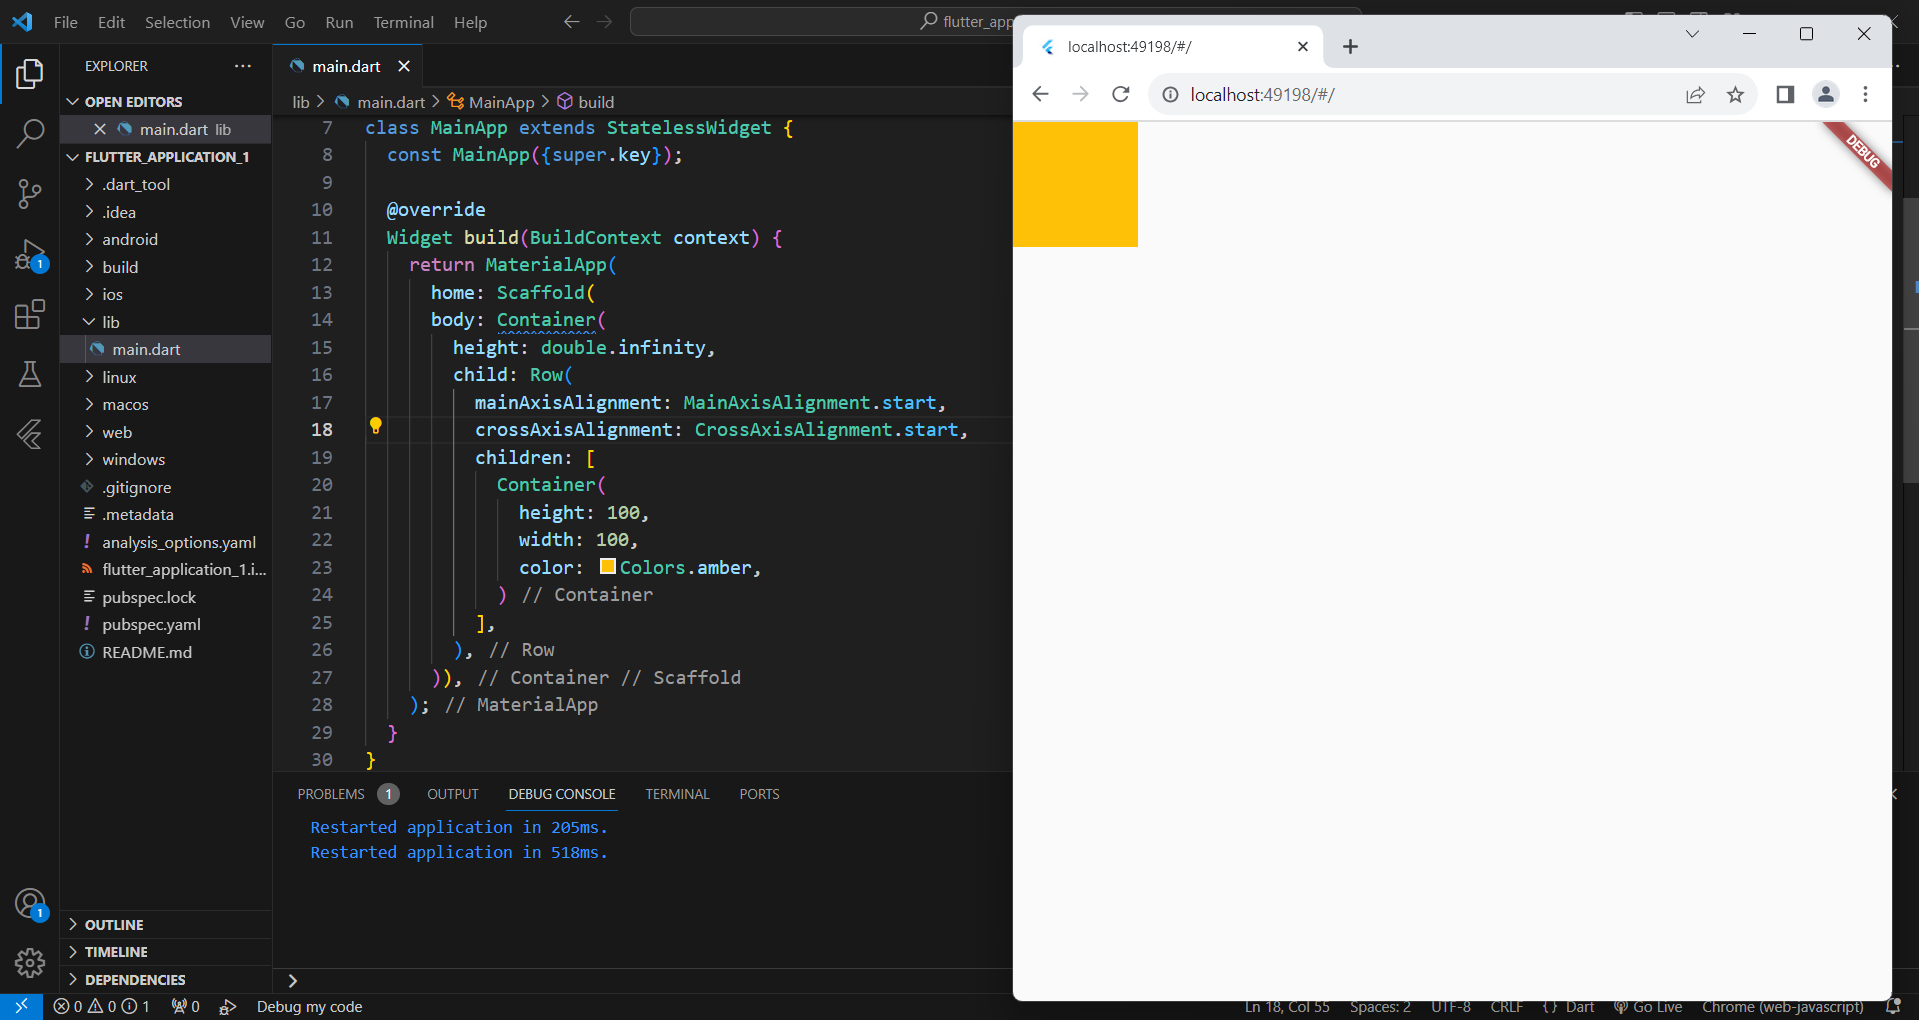 File Edit Selection View Go Run Terminal Help
flutter_app
EXPLORER
OPEN EDITORS
main.dart lib
FLUTTER_APPLICATION_1
.dart_tool
.idea
android
build
ios
lib
main.dart
linux
macos
web
windows
.gitignore
.metadata
analysis_options.yaml
flutter_application_1.i...
pubspec.lock
pubspec.yaml
README.md
OUTLINE
TIMELINE
DEPENDENCIES
1
1
main.dart
lib > main.dart > MainApp > build
7 class MainApp extends StatelessWidget {
8 const MainApp({super.key});
9
10 @override
11 Widget build(BuildContext context) {
12 return MaterialApp(
13 home: Scaffold(
14 body: Container(
15 height: double.infinity,
16 child: Row(
17 mainAxisAlignment: MainAxisAlignment.start,
18 crossAxisAlignment: CrossAxisAlignment.start,
19 children: [
20 Container(
21 height: 100,
22 width: 100,
23 color: Colors.amber,
24 ) // Container
25 ],
26 ), // Row
27 )), // Container // Scaffold
28 ); // MaterialApp
29 }
30 }
PROBLEMS 1 OUTPUT DEBUG CONSOLE TERMINAL PORTS
Restarted application in 205ms.
Restarted application in 518ms.
localhost:49198/#/
localhost:49198/#/
DEBUG
0 0 1 0 Debug my code Ln 18, Col 55 Spaces: 2 UTF-8 CRLF {} Dart Go Live Chrome (web-javascript)